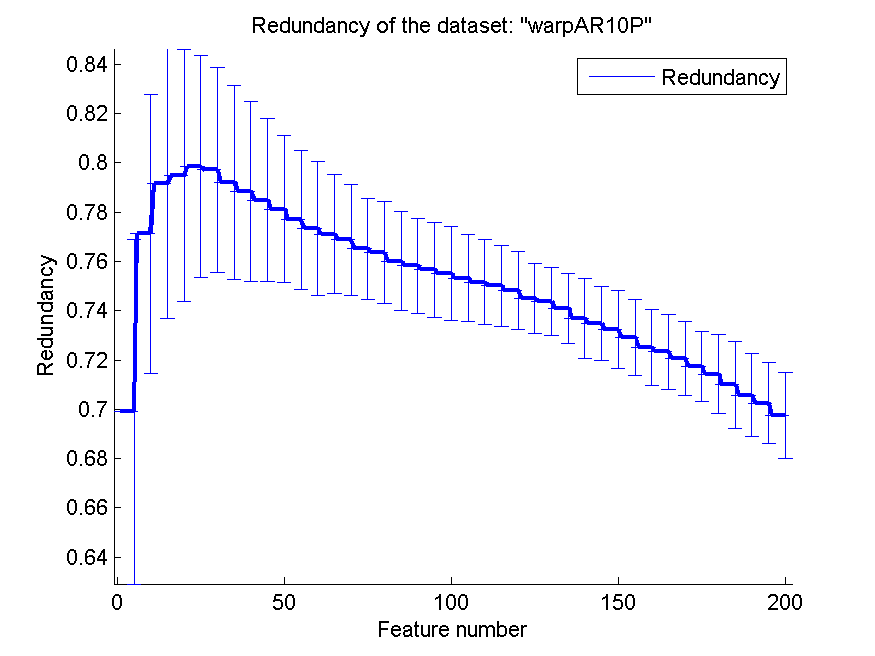 Redundancy of the dataset: "warpAR10P"
Redundancy
0.84
0.82
0.8
0.78
0.76
0.74
0.72
0.7
0.68
0.66
0.64
Redundancy
0 50 100 150 200
Feature number